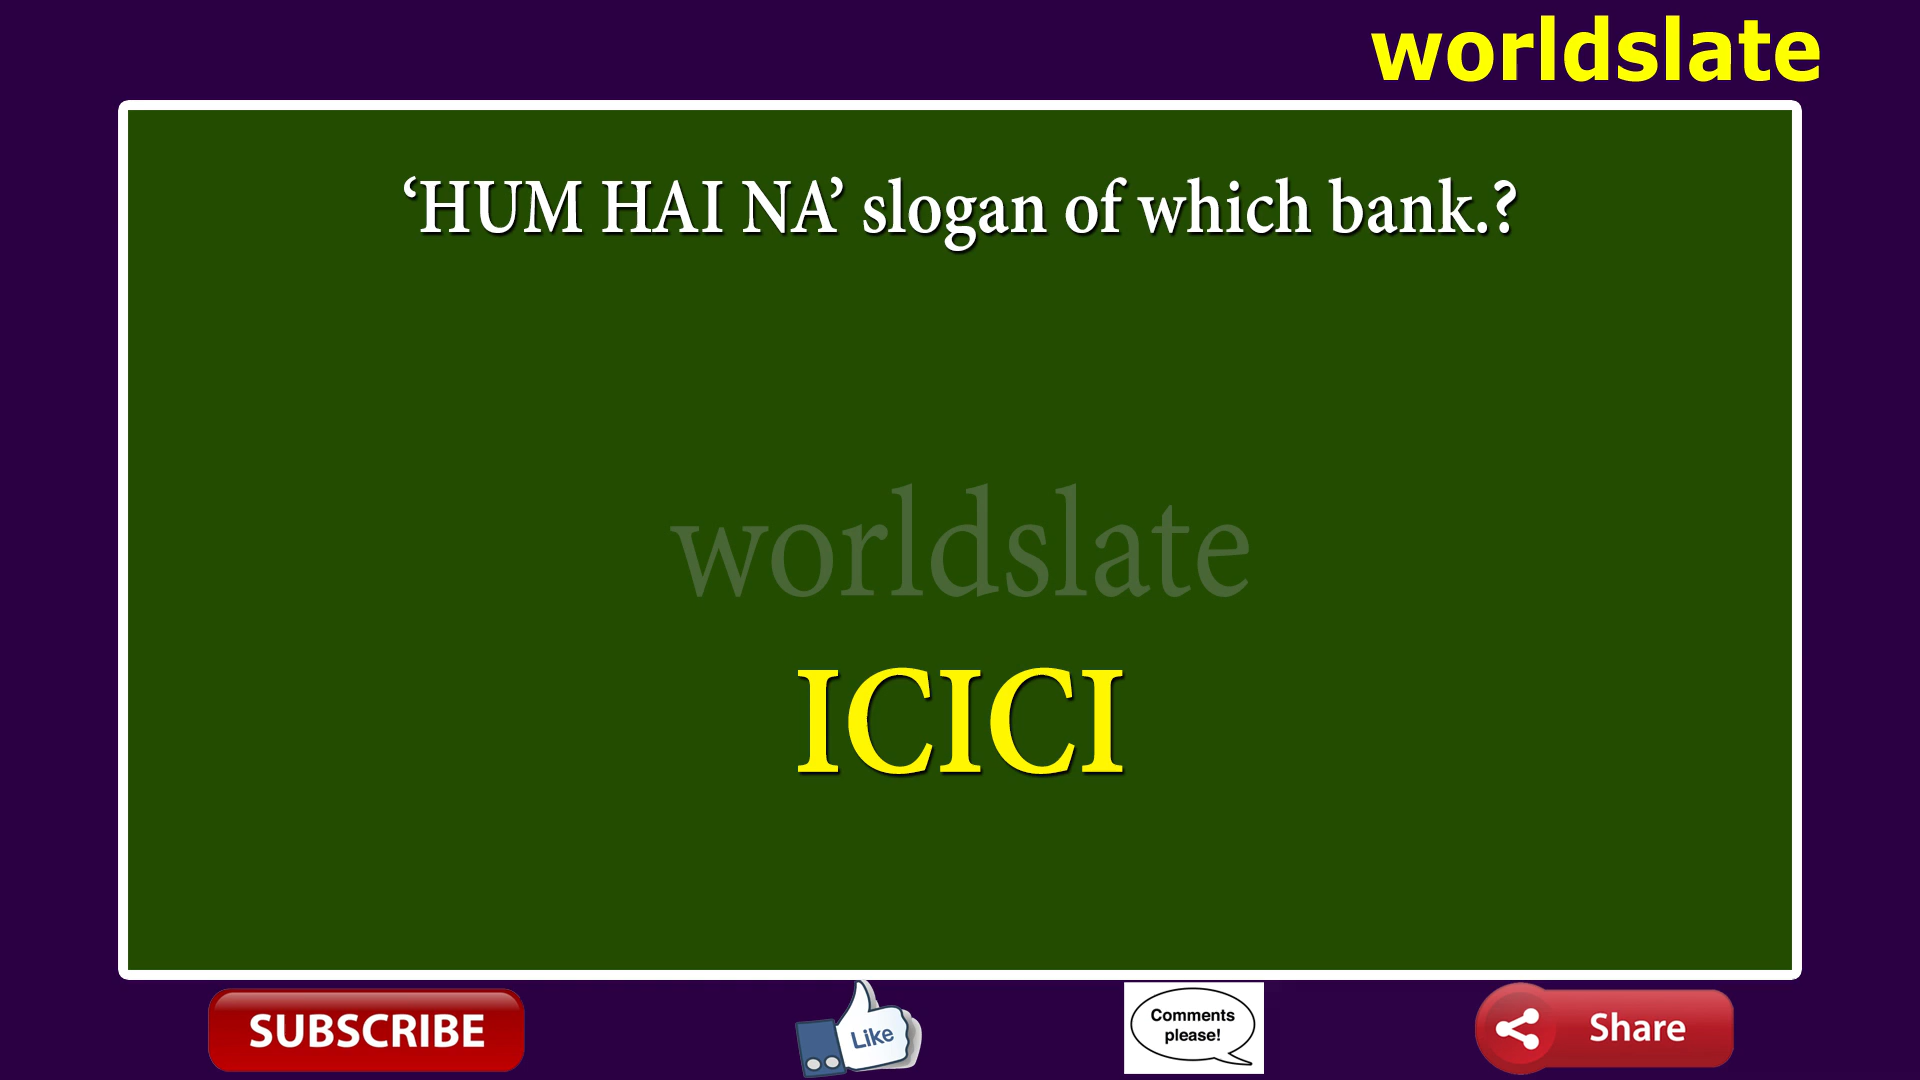 worldslate
‘HUM HAI NA’ slogan of which bank.?
worldslate
ICICI
SUBSCRIBE
Like
Comments
please!
Share